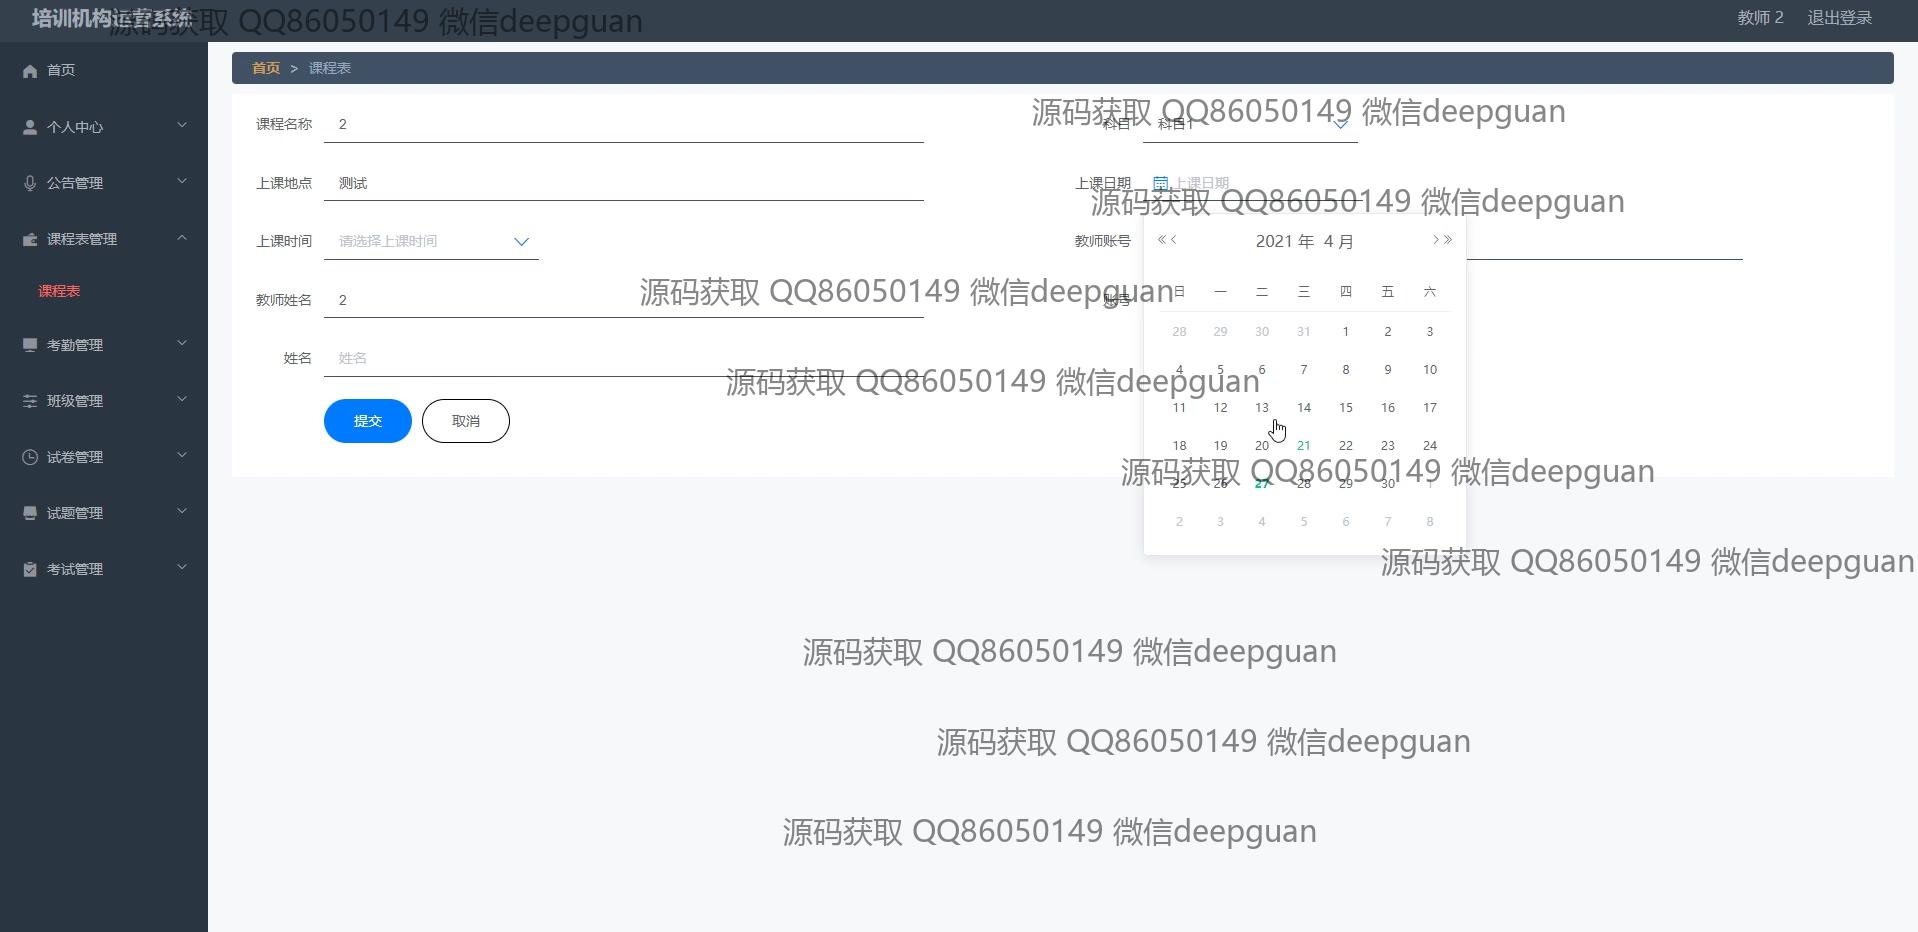 培训机构运营系统
源码获取 QQ86050149 微信deepguan
教师 2 退出登录
首页
个人中心
公告管理
课程表管理
课程表
考勤管理
班级管理
试卷管理
试题管理
考试管理
首页 > 课程表
源码获取 QQ86050149 微信deepguan
课程名称 2 科目 科目1
上课地点 测试 上课日期 上课日期
源码获取 QQ86050149 微信deepguan
上课时间 请选择上课时间 教师账号
2021 年 4 月
源码获取 QQ86050149 微信deepguan
教师姓名 2 账号
日 一 二 三 四 五 六
28 29 30 31 1 2 3
姓名 姓名
4 5 6 7 8 9 10
源码获取 QQ86050149 微信deepguan
提交 取消
11 12 13 14 15 16 17
18 19 20 21 22 23 24
源码获取 QQ86050149 微信deepguan
25 26 27 28 29 30 1
2 3 4 5 6 7 8
源码获取 QQ86050149 微信deepguan
源码获取 QQ86050149 微信deepguan
源码获取 QQ86050149 微信deepguan
源码获取 QQ86050149 微信deepguan